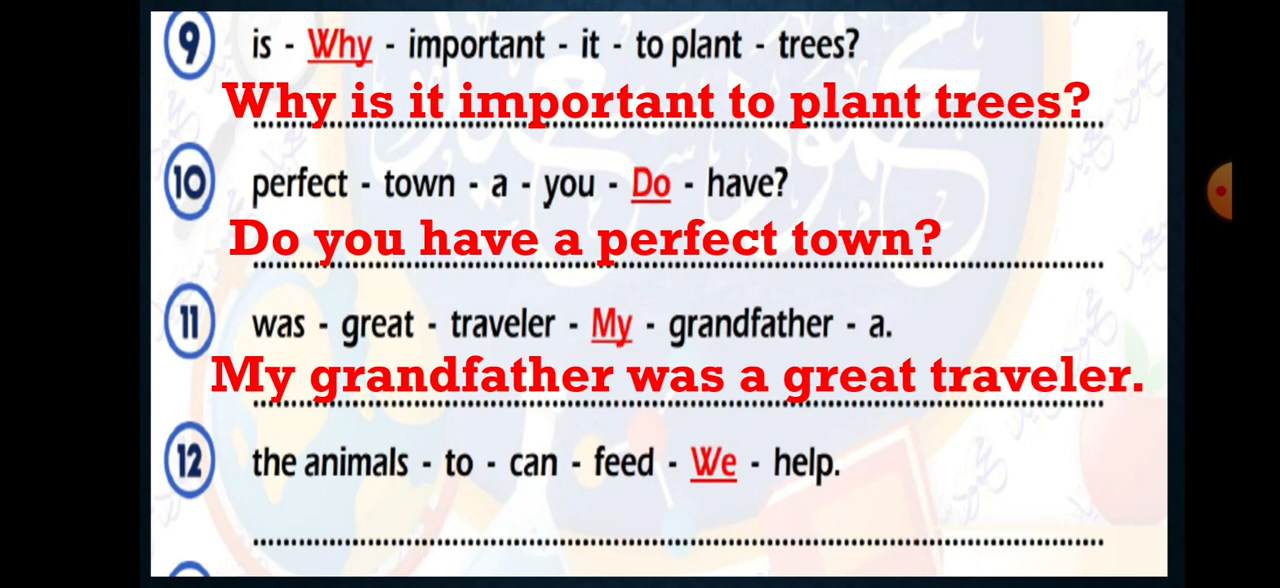 9 is - Why - important - it - to plant - trees?
Why is it important to plant trees?
10 perfect - town - a - you - Do - have?
Do you have a perfect town?
11 was - great - traveler - My - grandfather - a.
My grandfather was a great traveler.
12 the animals - to - can - feed - We - help.